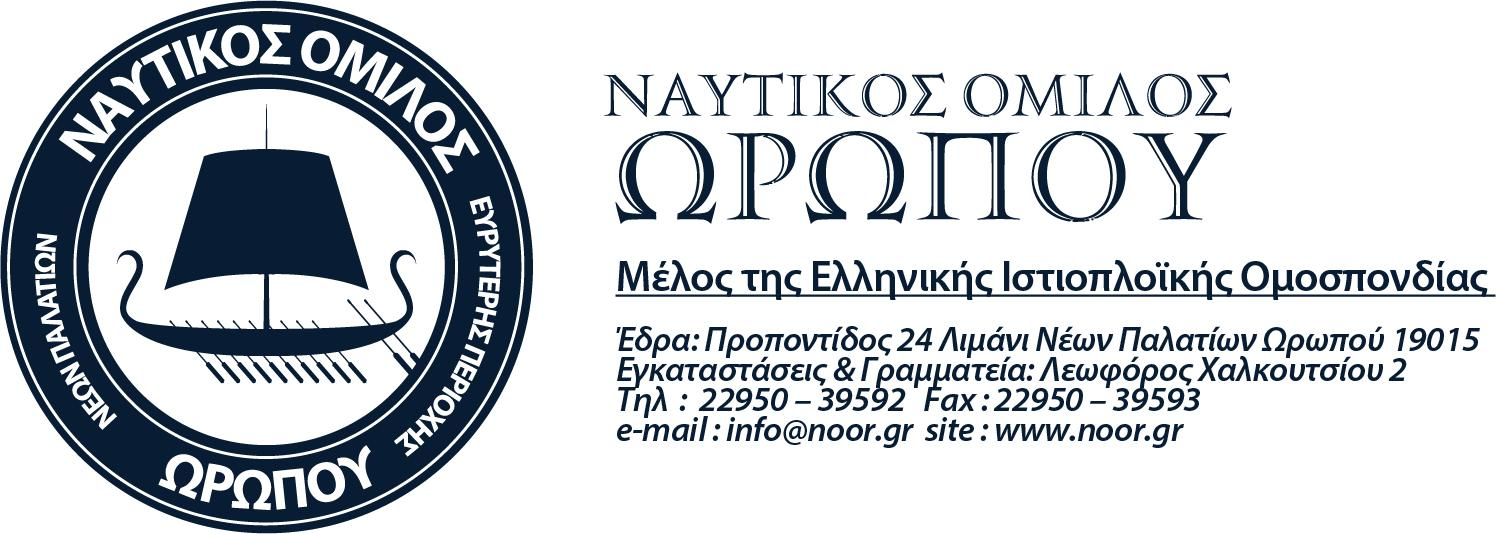 ΝΑΥΤΙΚΟΣ ΟΜΙΛΟΣ
ΝΕΩΝ ΠΑΛΛΑΤΙΩΝ
ΕΥΡΥΤΕΡΗΣ ΠΕΡΙΟΧΗΣ
ΩΡΩΠΟΥ
ΝΑΥΤΙΚΟΣ ΟΜΙΛΟΣ
ΩΡΩΠΟΥ
Μέλος της Ελληνικής Ιστιοπλοϊκής Ομοσπονδίας
Έδρα: Προποντίδος 24 Λιμάνι Νέων Παλατίων Ωρωπού 19015
Εγκαταστάσεις & Γραμματεία: Λεωφόρος Χαλκουτσίου 2
Τηλ : 22950 – 39592 Fax : 22950 – 39593
e-mail : info@noor.gr site : www.noor.gr